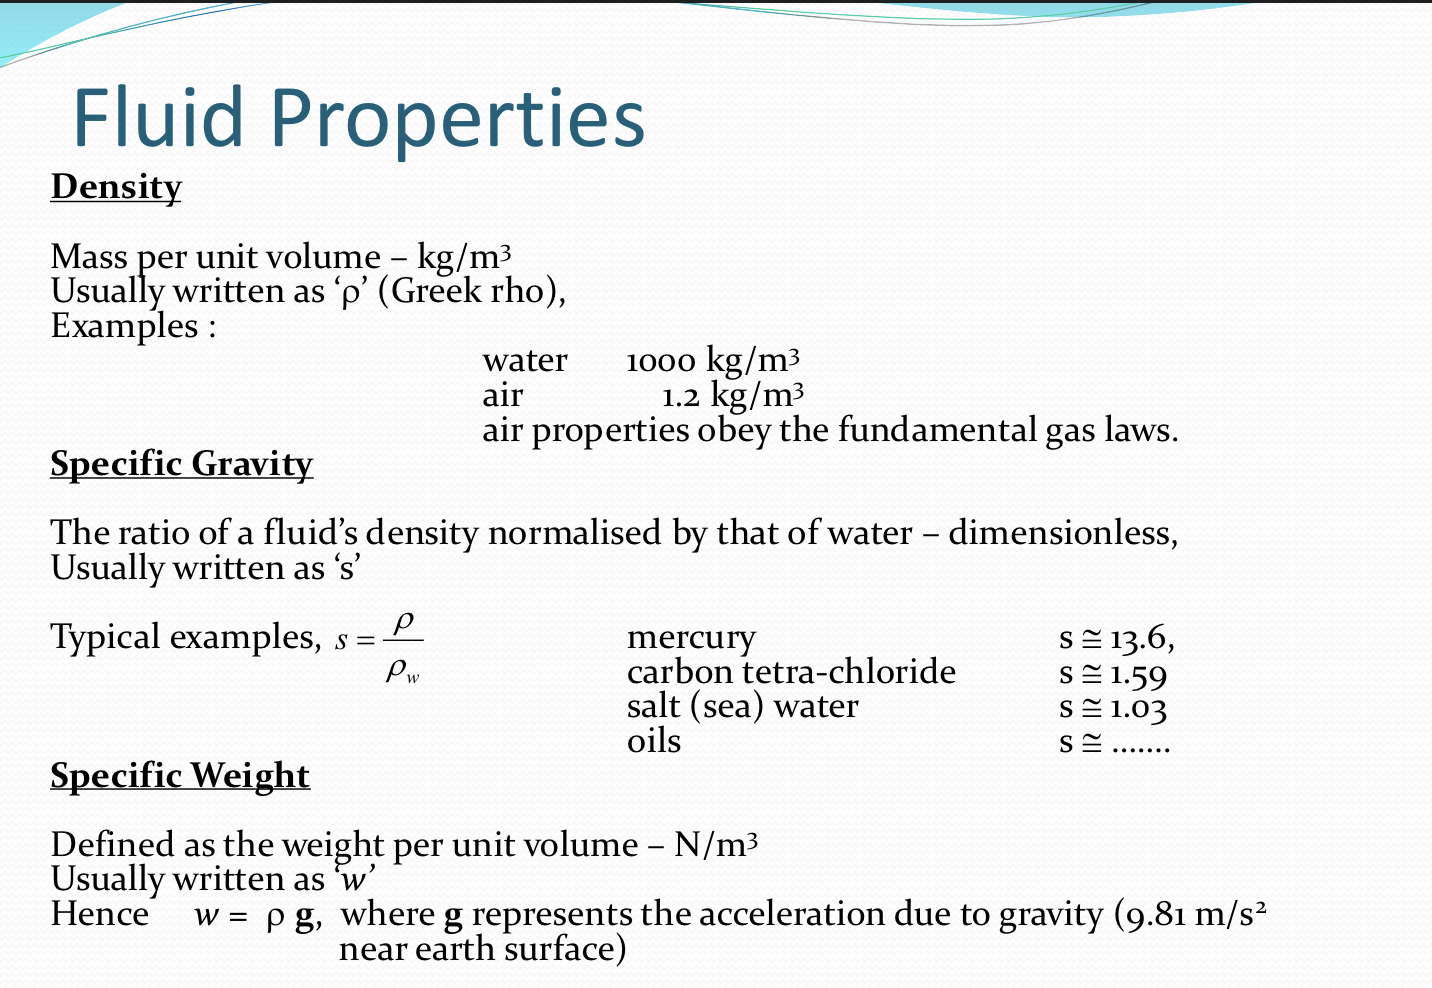 Fluid Properties
Density
Mass per unit volume – kg/m³
Usually written as ‘ρ’ (Greek rho),
Examples :
water 1000 kg/m³
air 1.2 kg/m³
air properties obey the fundamental gas laws.
Specific Gravity
The ratio of a fluid’s density normalised by that of water – dimensionless,
Usually written as ‘s’
Typical examples, s = ρ/ρw mercury s ≅ 13.6,
carbon tetra-chloride s ≅ 1.59
salt (sea) water s ≅ 1.03
oils s ≅ .......
Specific Weight
Defined as the weight per unit volume – N/m³
Usually written as ‘w’
Hence w = ρ g, where g represents the acceleration due to gravity (9.81 m/s²
near earth surface)